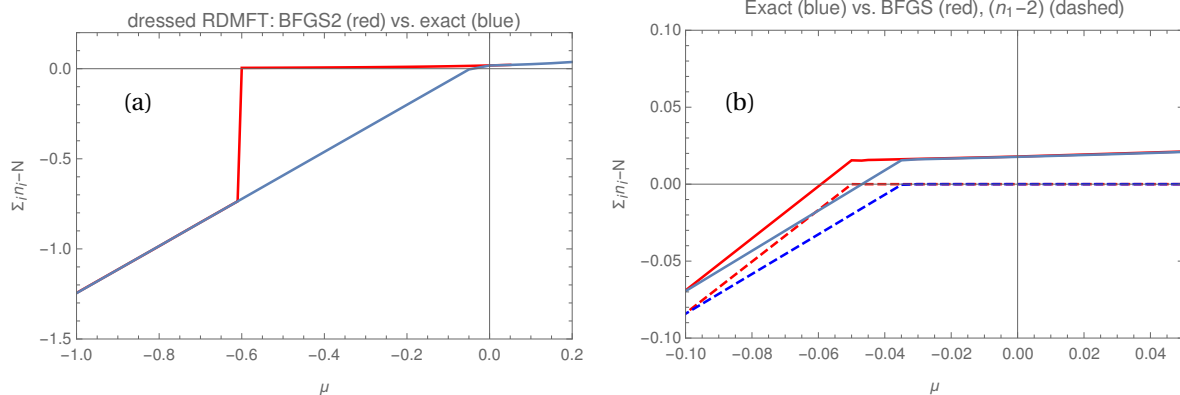 dressed RDMFT: BFGS2 (red) vs. exact (blue)
(a)
Σ_i n_i−N
0.0
−0.5
−1.0
−1.5
−1.0 −0.8 −0.6 −0.4 −0.2 0.0 0.2
μ
Exact (blue) vs. BFGS (red), (n₁−2) (dashed)
(b)
Σ_i n_i−N
0.10
0.05
0.00
−0.05
−0.10
−0.10 −0.08 −0.06 −0.04 −0.02 0.00 0.02 0.04
μ